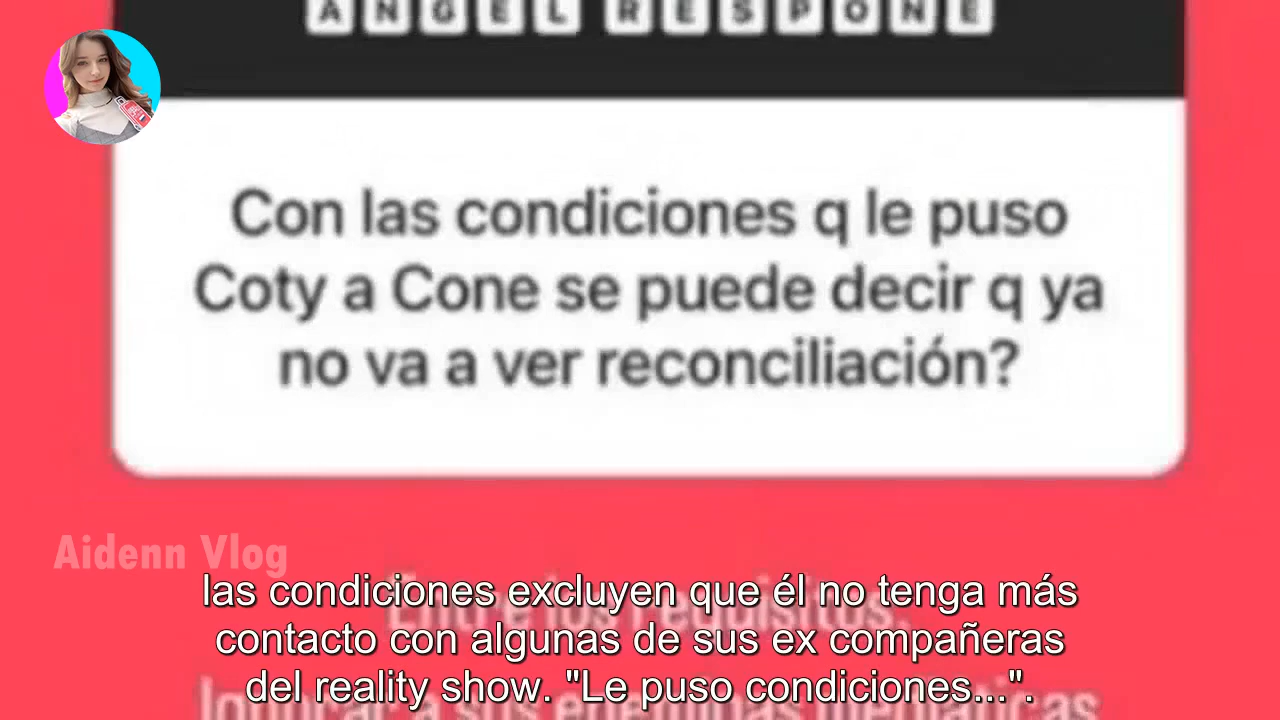 ANGEL RESPONE
Con las condiciones q le puso
Coty a Cone se puede decir q ya
no va a ver reconciliación?
Aidenn Vlog
las condiciones excluyen que él no tenga más
contacto con algunas de sus ex compañeras
del reality show. "Le puso condiciones...".